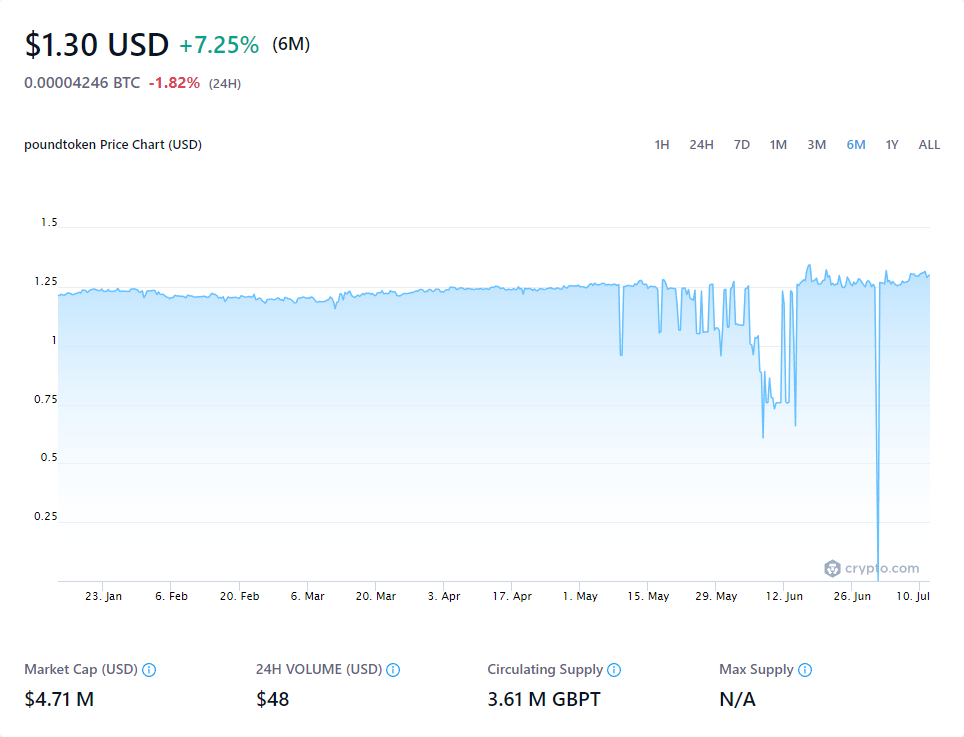 $1.30 USD +7.25% (6M)
0.00004246 BTC -1.82% (24H)
poundtoken Price Chart (USD) 1H 24H 7D 1M 3M 6M 1Y ALL
1.5
1.25
1
0.75
0.5
0.25
crypto.com
23. Jan 6. Feb 20. Feb 6. Mar 20. Mar 3. Apr 17. Apr 1. May 15. May 29. May 12. Jun 26. Jun 10. Jul
Market Cap (USD) 24H VOLUME (USD) Circulating Supply Max Supply
$4.71 M $48 3.61 M GBPT N/A